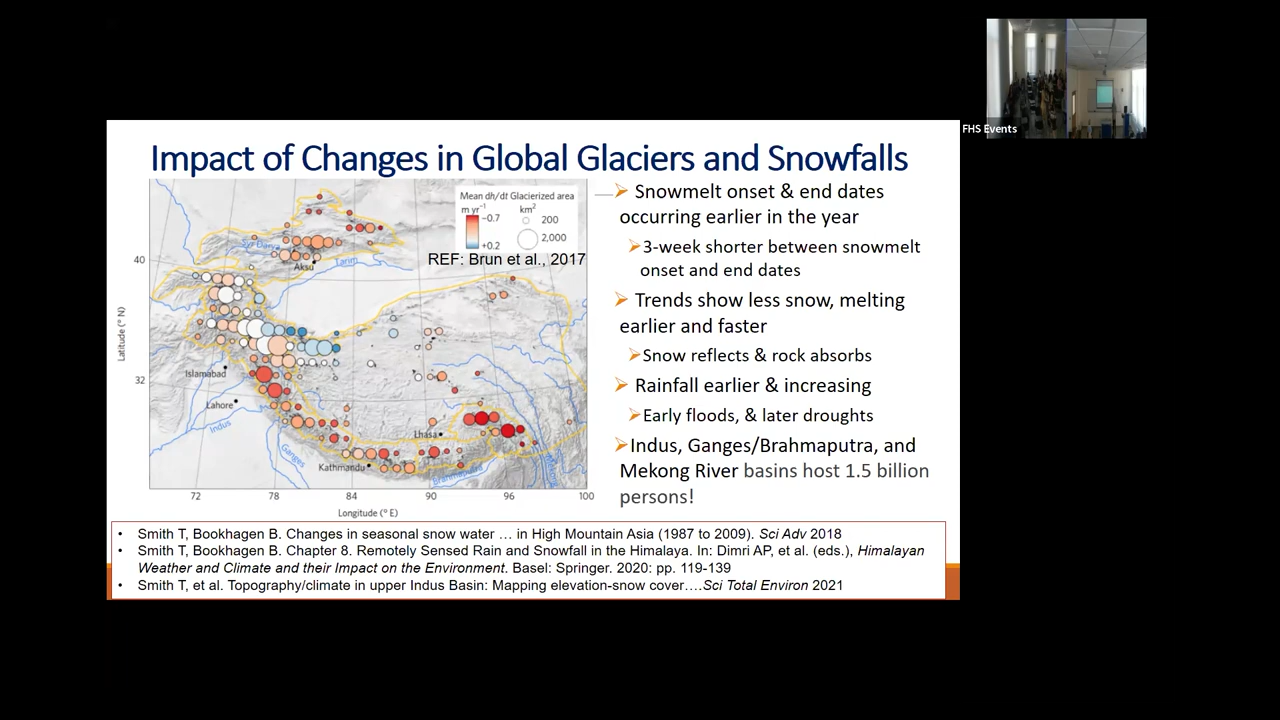 FHS Events
Impact of Changes in Global Glaciers and Snowfalls
Mean dh/dt Glacierized area
m yr⁻¹ km²
−0.7 200
+0.2 2,000
REF: Brun et al., 2017
Syr Darya
Aksu
Tarim
Islamabad
Lhasa
Lahore
Indus
Ganges
Kathmandu
Brahmaputra
Mekong
40
32
Latitude (° N)
72 78 84 90 96 100
Longitude (° E)
➢ Snowmelt onset & end dates
occurring earlier in the year
➢3-week shorter between snowmelt
onset and end dates
➢ Trends show less snow, melting
earlier and faster
➢Snow reflects & rock absorbs
➢ Rainfall earlier & increasing
➢Early floods, & later droughts
➢Indus, Ganges/Brahmaputra, and
Mekong River basins host 1.5 billion
persons!
• Smith T, Bookhagen B. Changes in seasonal snow water … in High Mountain Asia (1987 to 2009). Sci Adv 2018
• Smith T, Bookhagen B. Chapter 8. Remotely Sensed Rain and Snowfall in the Himalaya. In: Dimri AP, et al. (eds.), Himalayan
Weather and Climate and their Impact on the Environment. Basel: Springer. 2020: pp. 119-139
• Smith T, et al. Topography/climate in upper Indus Basin: Mapping elevation-snow cover….Sci Total Environ 2021